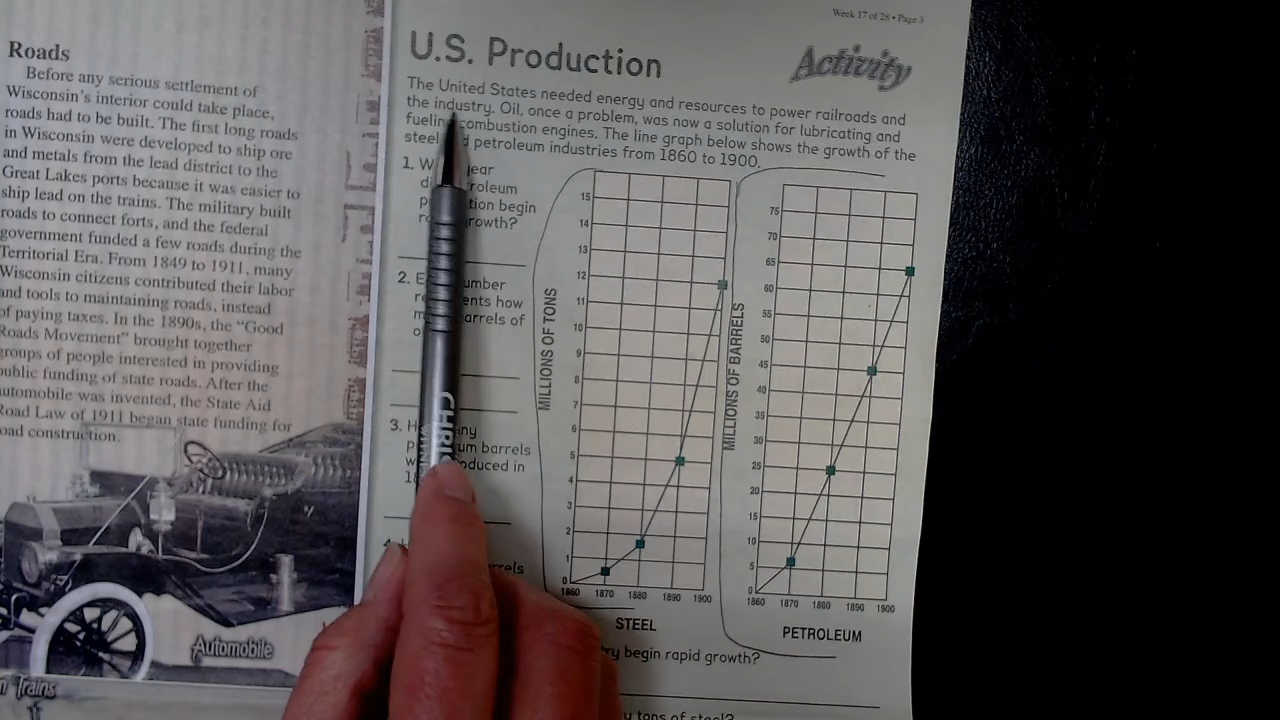 Roads
Before any serious settlement of
Wisconsin's interior could take place,
roads had to be built. The first long roads
in Wisconsin were developed to ship ore
and metals from the lead district to the
Great Lakes ports because it was easier to
ship lead on the trains. The military built
roads to connect forts, and the federal
government funded a few roads during the
Territorial Era. From 1849 to 1911, many
Wisconsin citizens contributed their labor
and tools to maintaining roads, instead
of paying taxes. In the 1890s, the "Good
Roads Movement" brought together
groups of people interested in providing
public funding of state roads. After the
automobile was invented, the State Aid
Road Law of 1911 began state funding for
oad construction.
Automobile
Trains
Week 17 of 28 • Page 3
U.S. Production
Activity
The United States needed energy and resources to power railroads and
the industry. Oil, once a problem, was now a solution for lubricating and
combustion engines. The line graph below shows the growth of the
petroleum industries from 1860 to 1900.
1. year
begin
2.
how
arrels of
3.
barrels
in
MILLIONS OF TONS
15
14
13
12
11
10
9
8
7
6
5
4
3
2
1
0
1860 1870 1880 1890 1900
STEEL
MILLIONS OF BARRELS
75
70
65
60
55
50
45
40
35
30
25
20
15
10
5
0
1860 1870 1880 1890 1900
PETROLEUM
begin rapid growth?
tons of steel?